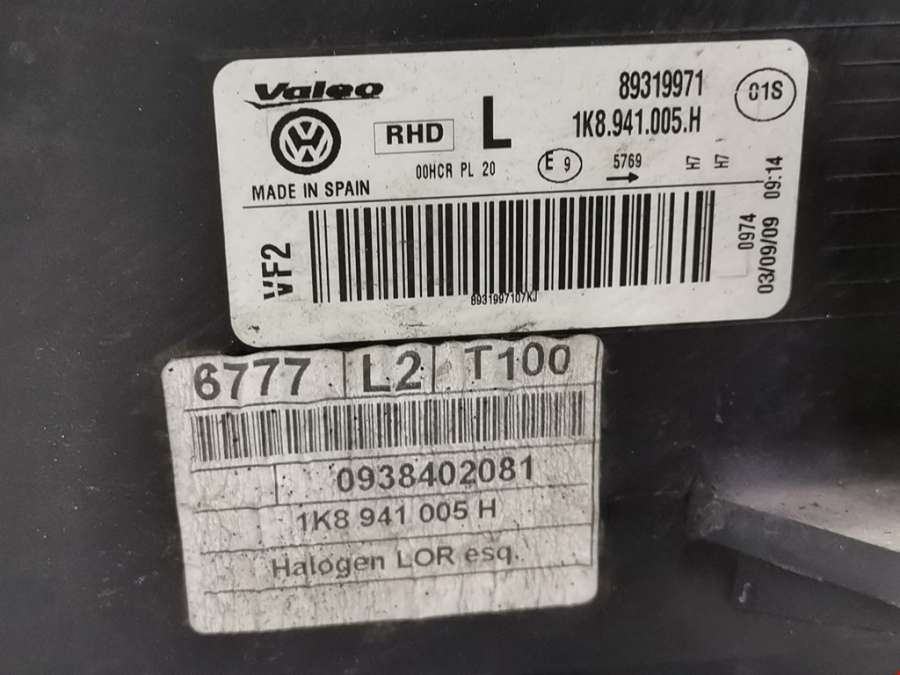 Valeo
RHD
L
89319971
1K8.941.005.H
01S
MADE IN SPAIN
00HCR PL 20
E 9
5769
H7 H7
VF2
8931997107KJ
0974
03/09/09 09:14
6777 L2 T100
0938402081
1K8 941 005 H
Halogen LOR esq.